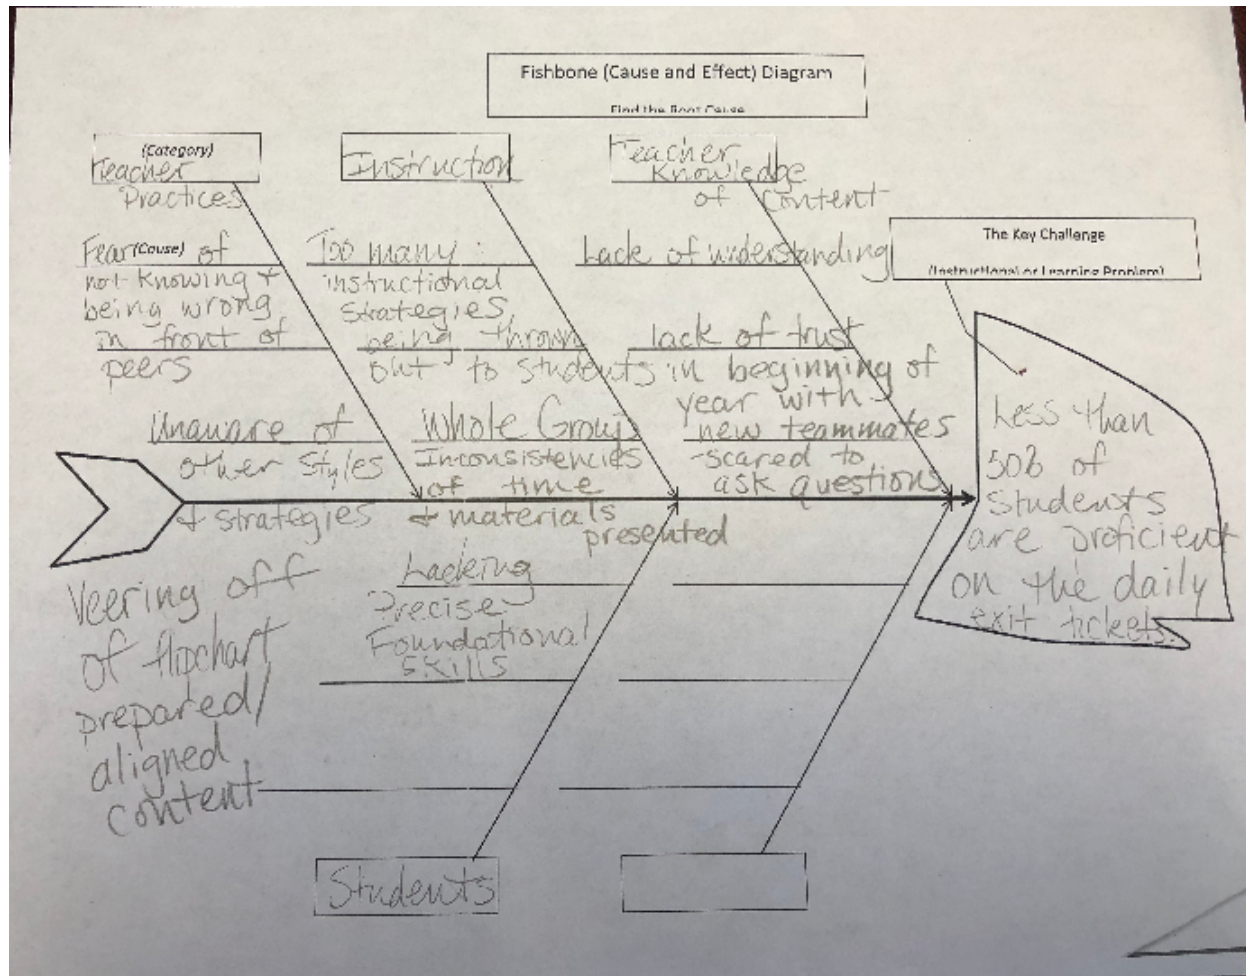 Fishbone (Cause and Effect) Diagram
Find the Root Cause
(Category)
Teacher
Practices
Instruction
Teacher
Knowledge
of Content
The Key Challenge
(Instructional or Learning Problem)
Fear (Cause) of
not knowing +
being wrong
in front of
peers
Unaware of
other styles
+ strategies
Veering off
of flipchart
prepared/
aligned
content
Too many
instructional
strategies
being thrown
out to students
Whole Group
Inconsistencies
of time
+ materials
presented
Lack of understanding
lack of trust
in beginning of
year with
new teammates
-scared to
ask questions
Less than
50% of
students
are proficient
on the daily
exit tickets.
Lacking
Precise
Foundational
Skills
Students